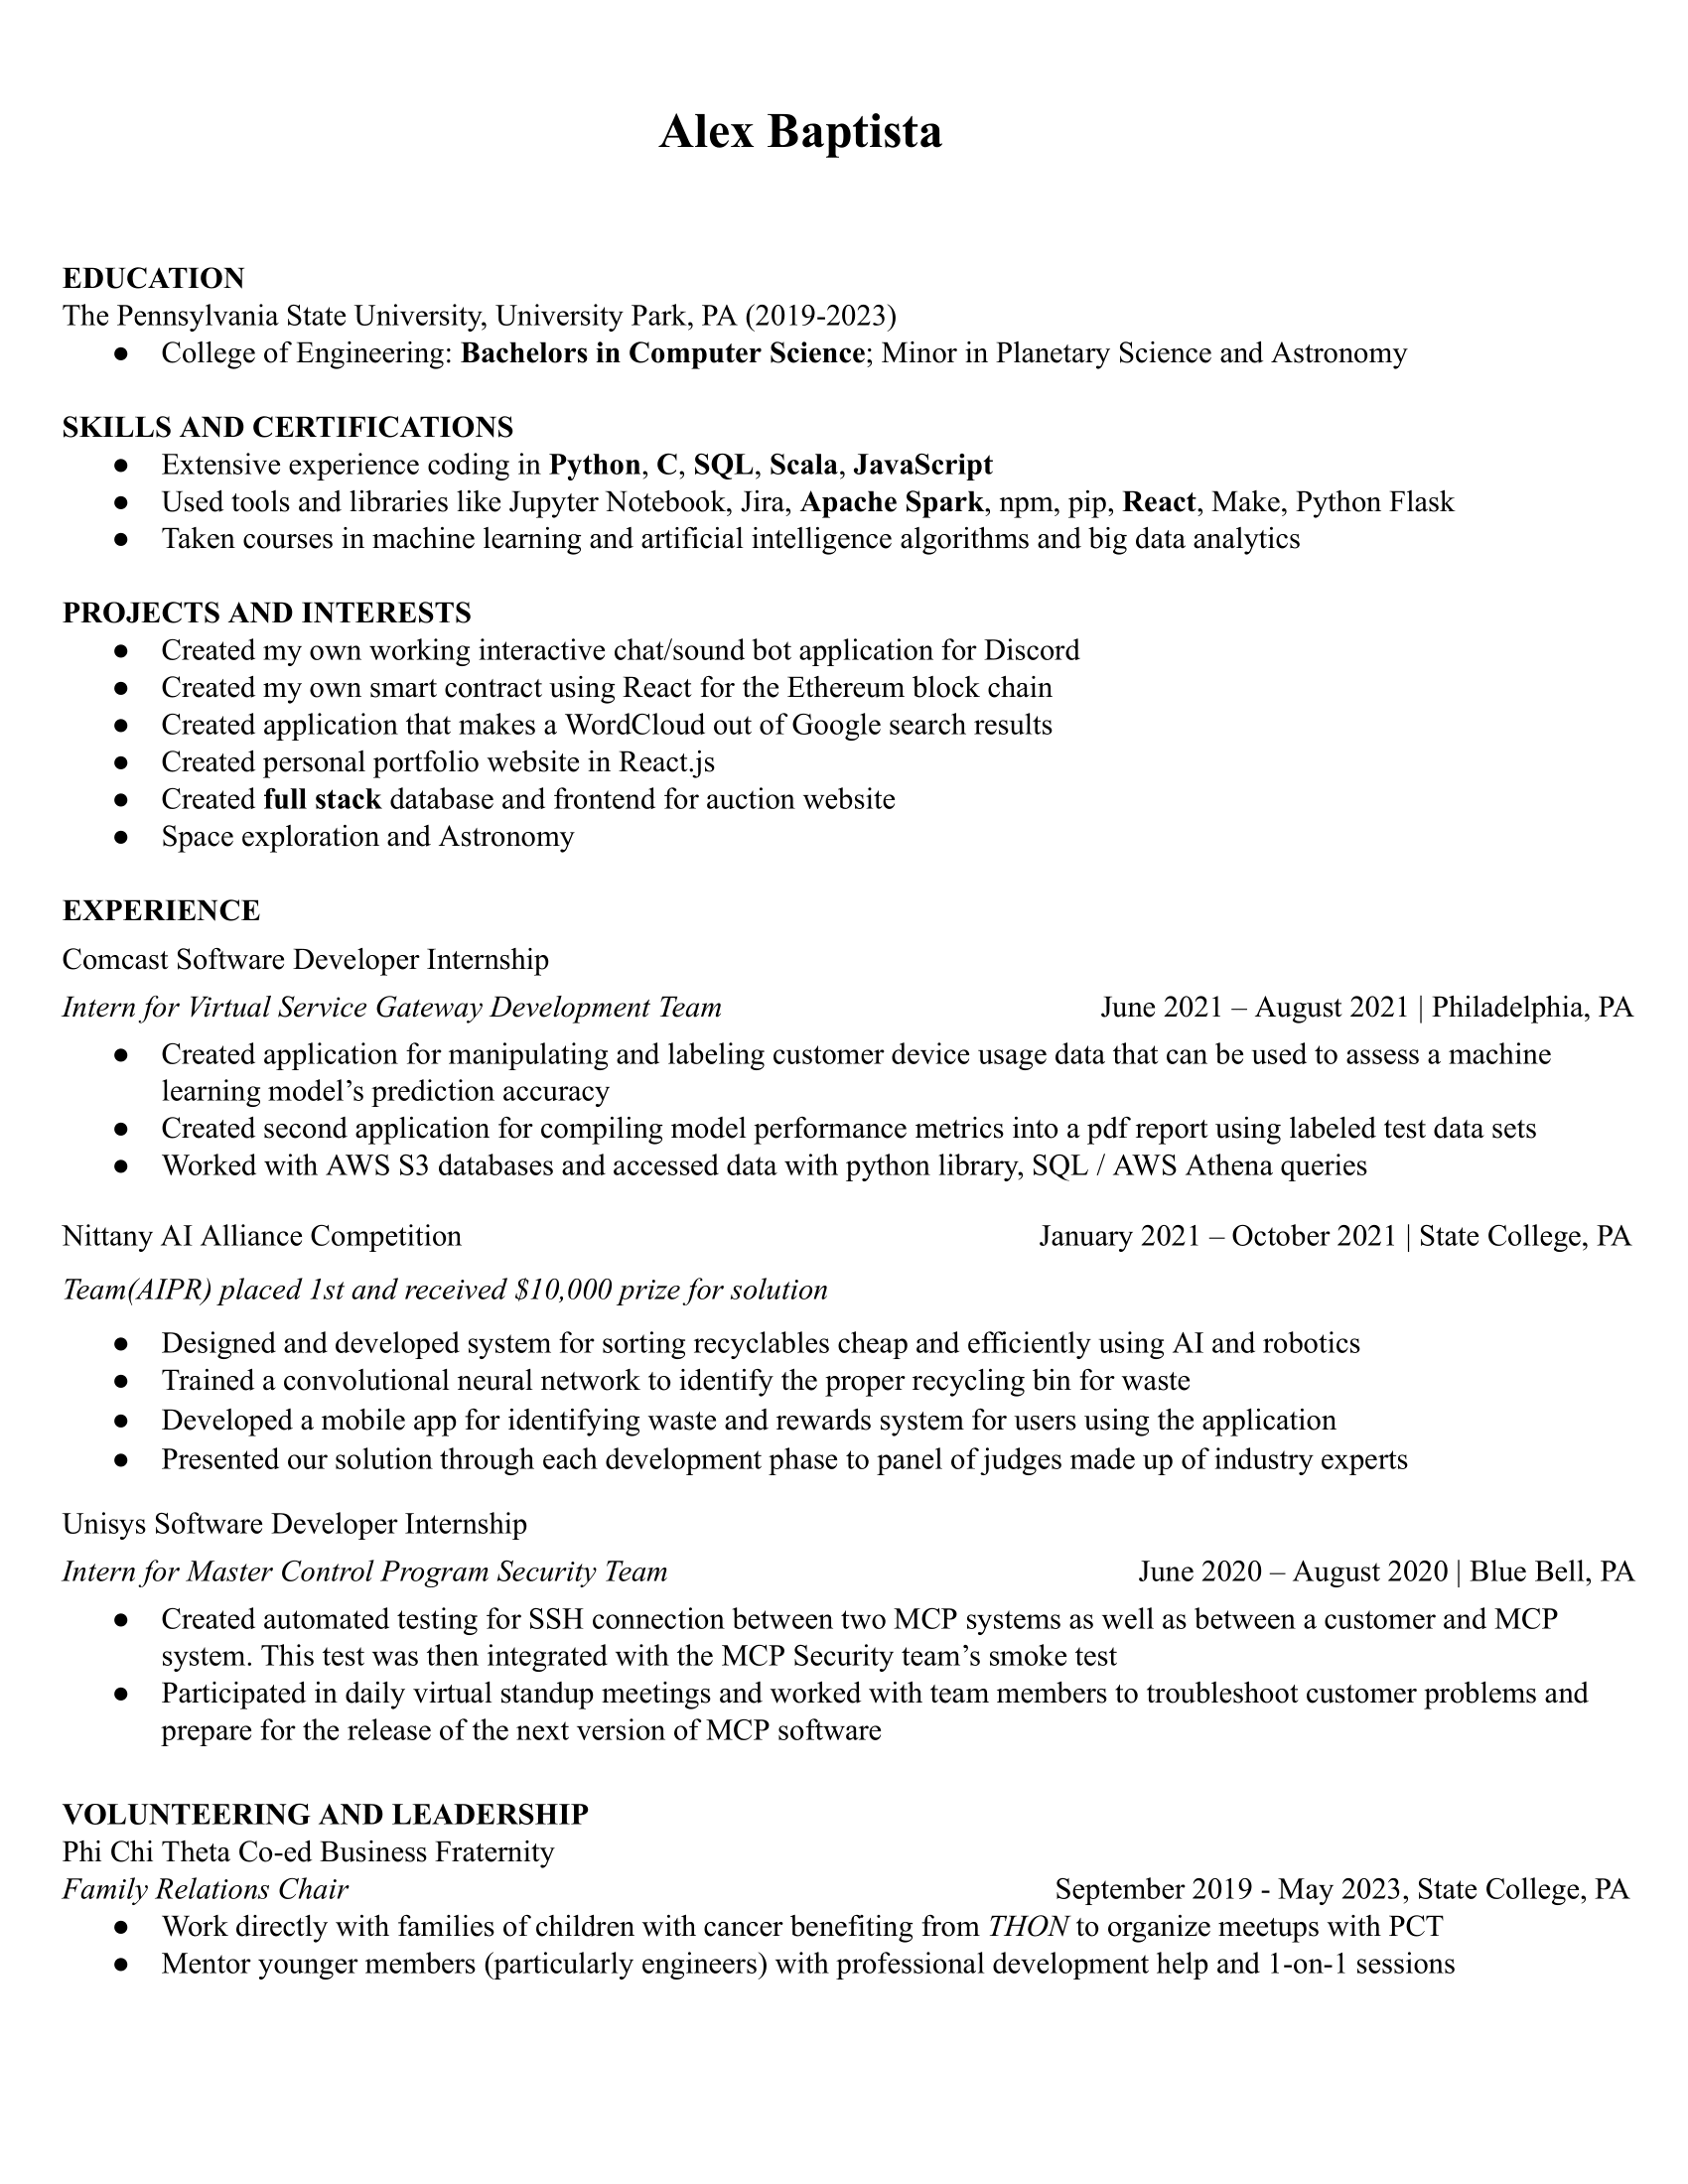 Alex Baptista
EDUCATION
The Pennsylvania State University, University Park, PA (2019-2023)
● College of Engineering: Bachelors in Computer Science; Minor in Planetary Science and Astronomy
SKILLS AND CERTIFICATIONS
● Extensive experience coding in Python, C, SQL, Scala, JavaScript
● Used tools and libraries like Jupyter Notebook, Jira, Apache Spark, npm, pip, React, Make, Python Flask
● Taken courses in machine learning and artificial intelligence algorithms and big data analytics
PROJECTS AND INTERESTS
● Created my own working interactive chat/sound bot application for Discord
● Created my own smart contract using React for the Ethereum block chain
● Created application that makes a WordCloud out of Google search results
● Created personal portfolio website in React.js
● Created full stack database and frontend for auction website
● Space exploration and Astronomy
EXPERIENCE
Comcast Software Developer Internship
Intern for Virtual Service Gateway Development Team June 2021 – August 2021 | Philadelphia, PA
● Created application for manipulating and labeling customer device usage data that can be used to assess a machine
learning model’s prediction accuracy
● Created second application for compiling model performance metrics into a pdf report using labeled test data sets
● Worked with AWS S3 databases and accessed data with python library, SQL / AWS Athena queries
Nittany AI Alliance Competition January 2021 – October 2021 | State College, PA
Team(AIPR) placed 1st and received $10,000 prize for solution
● Designed and developed system for sorting recyclables cheap and efficiently using AI and robotics
● Trained a convolutional neural network to identify the proper recycling bin for waste
● Developed a mobile app for identifying waste and rewards system for users using the application
● Presented our solution through each development phase to panel of judges made up of industry experts
Unisys Software Developer Internship
Intern for Master Control Program Security Team June 2020 – August 2020 | Blue Bell, PA
● Created automated testing for SSH connection between two MCP systems as well as between a customer and MCP
system. This test was then integrated with the MCP Security team’s smoke test
● Participated in daily virtual standup meetings and worked with team members to troubleshoot customer problems and
prepare for the release of the next version of MCP software
VOLUNTEERING AND LEADERSHIP
Phi Chi Theta Co-ed Business Fraternity
Family Relations Chair September 2019 - May 2023, State College, PA
● Work directly with families of children with cancer benefiting from THON to organize meetups with PCT
● Mentor younger members (particularly engineers) with professional development help and 1-on-1 sessions